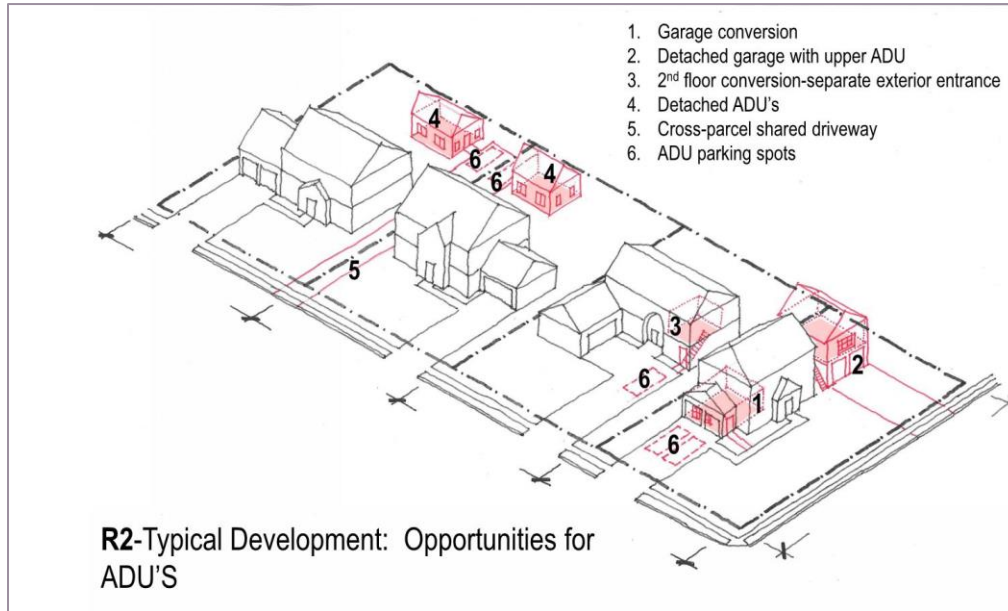 1. Garage conversion
2. Detached garage with upper ADU
3. 2nd floor conversion-separate exterior entrance
4. Detached ADU's
5. Cross-parcel shared driveway
6. ADU parking spots
4
6
6
4
5
3
6
2
1
6
R2-Typical Development: Opportunities for
ADU'S